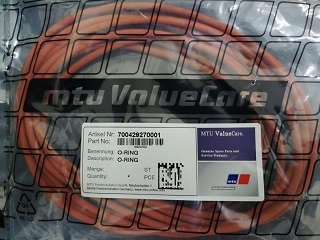 mtu ValueCare
Artikel Nr: 700429270001
Part No:
Benennung: O-RING
Description: O-RING
Menge: ST
Quantity: PCE
MTU ValueCare
Genuine Spare Parts and
Service Products.
mtu